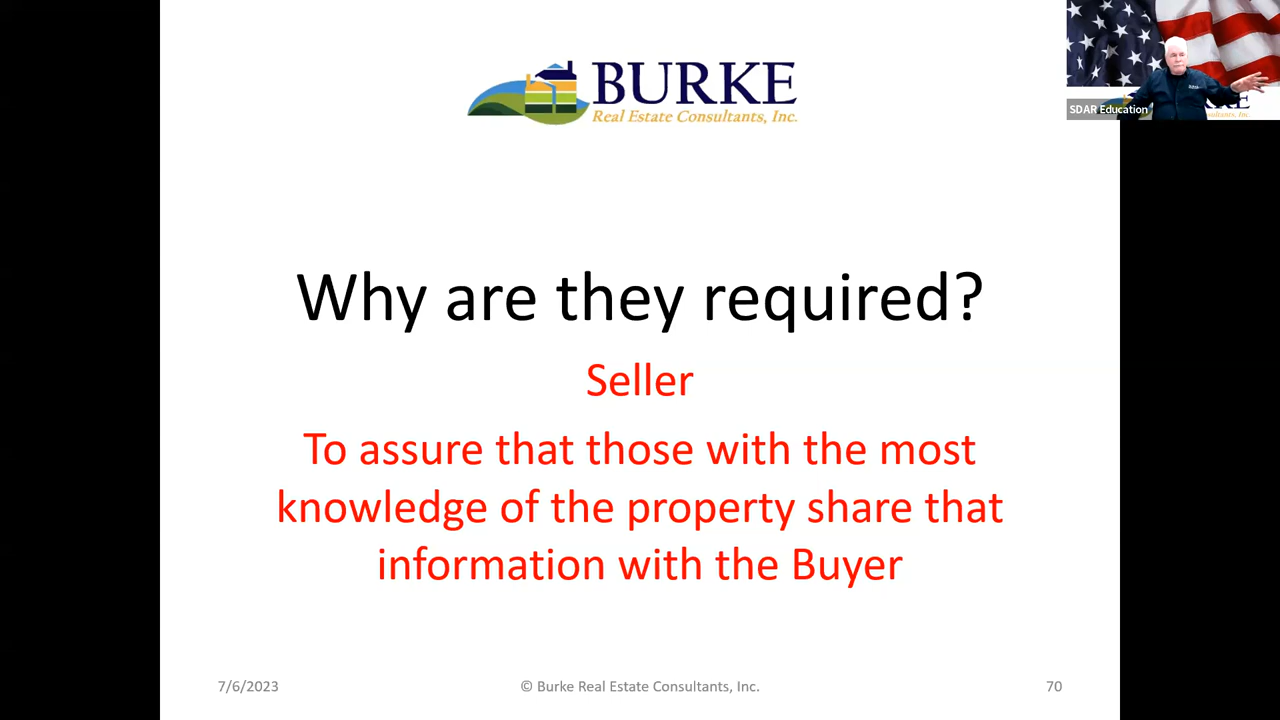 BURKE
Real Estate Consultants, Inc.
SDAR Education
Why are they required?
Seller
To assure that those with the most
knowledge of the property share that
information with the Buyer
7/6/2023
© Burke Real Estate Consultants, Inc.
70